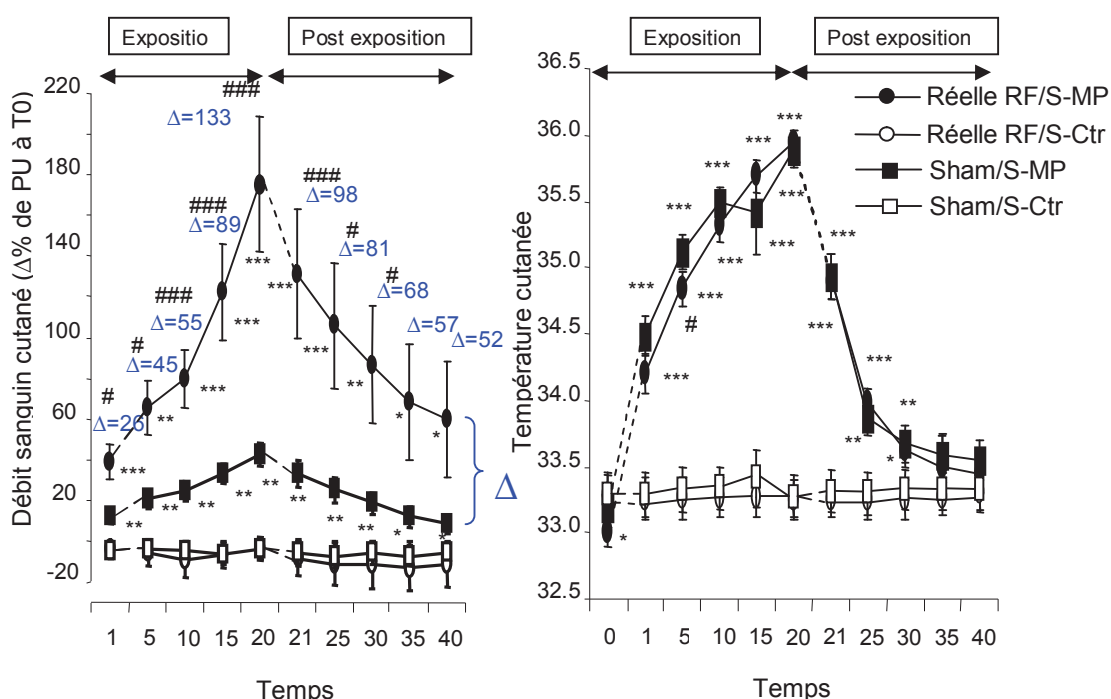 Expositio
Post exposition
Débit sanquin cutané (Δ% de PU à T0)
220
180
140
100
60
20
-20
###
Δ=133
###
Δ=98
###
Δ=89
#
Δ=81
###
Δ=55
#
Δ=68
#
Δ=45
Δ=57
Δ=52
#
Δ=26
***
**
***
***
***
***
***
**
*
*
**
**
**
**
**
**
**
**
*
*
Δ
1 5 10 15 20 21 25 30 35 40
Temps
Exposition
Post exposition
Température cutanée
36.5
36.0
35.5
35.0
34.5
34.0
33.5
33.0
32.5
Réelle RF/S-MP
Réelle RF/S-Ctr
Sham/S-MP
Sham/S-Ctr
***
***
***
***
***
***
***
***
***
***
***
#
***
***
**
**
*
*
0 1 5 10 15 20 21 25 30 35 40
Temps